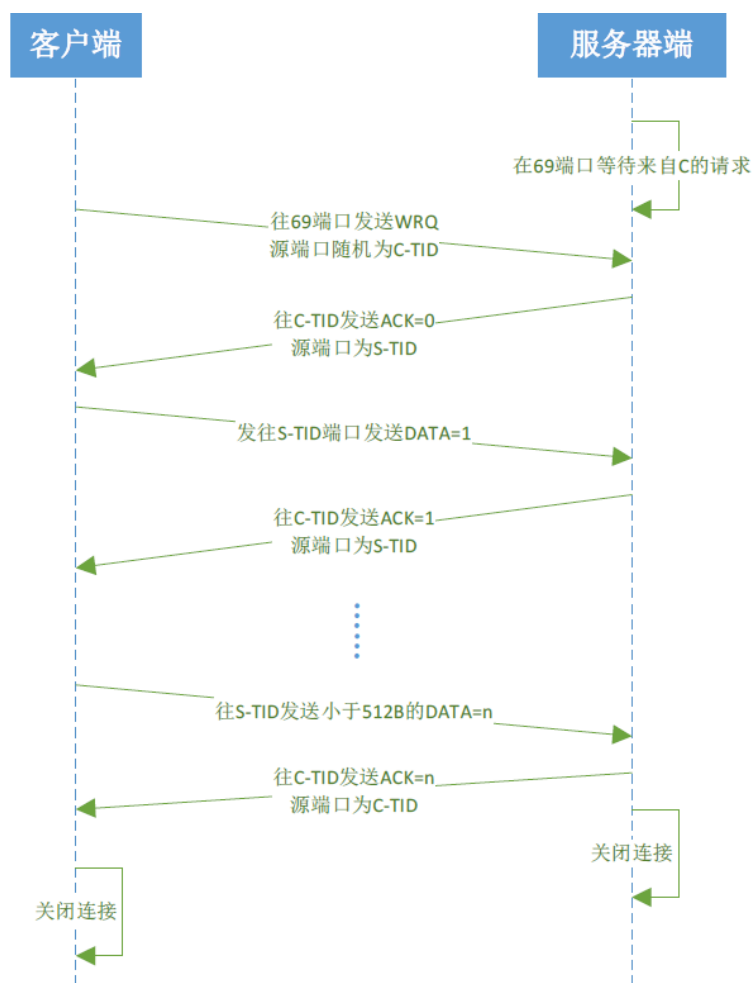 客户端
服务器端
在69端口等待来自C的请求
往69端口发送WRQ
源端口随机为C-TID
往C-TID发送ACK=0
源端口为S-TID
发往S-TID端口发送DATA=1
往C-TID发送ACK=1
源端口为S-TID
往S-TID发送小于512B的DATA=n
往C-TID发送ACK=n
源端口为C-TID
关闭连接
关闭连接